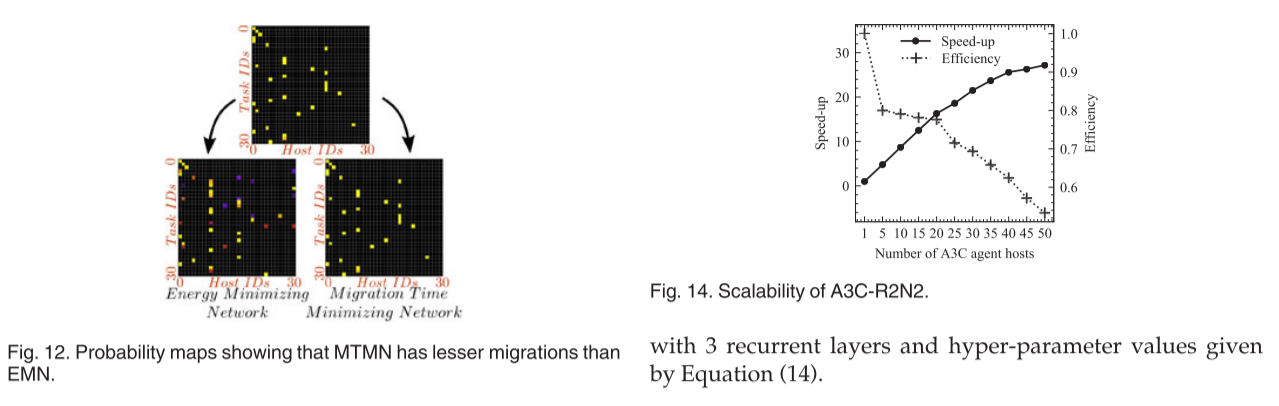 0
Task IDs
30
0 Host IDs 30
0
Task IDs
30
0 Host IDs 30
Energy Minimizing
Network
0
Task IDs
30
0 Host IDs 30
Migration Time
Minimizing Network
Fig. 12. Probability maps showing that MTMN has lesser migrations than
EMN.
Speed-up
Efficiency
30
20
10
0
Speed-up
1.0
0.9
0.8
0.7
0.6
Efficiency
1 5 10 15 20 25 30 35 40 45 50
Number of A3C agent hosts
Fig. 14. Scalability of A3C-R2N2.
with 3 recurrent layers and hyper-parameter values given
by Equation (14).